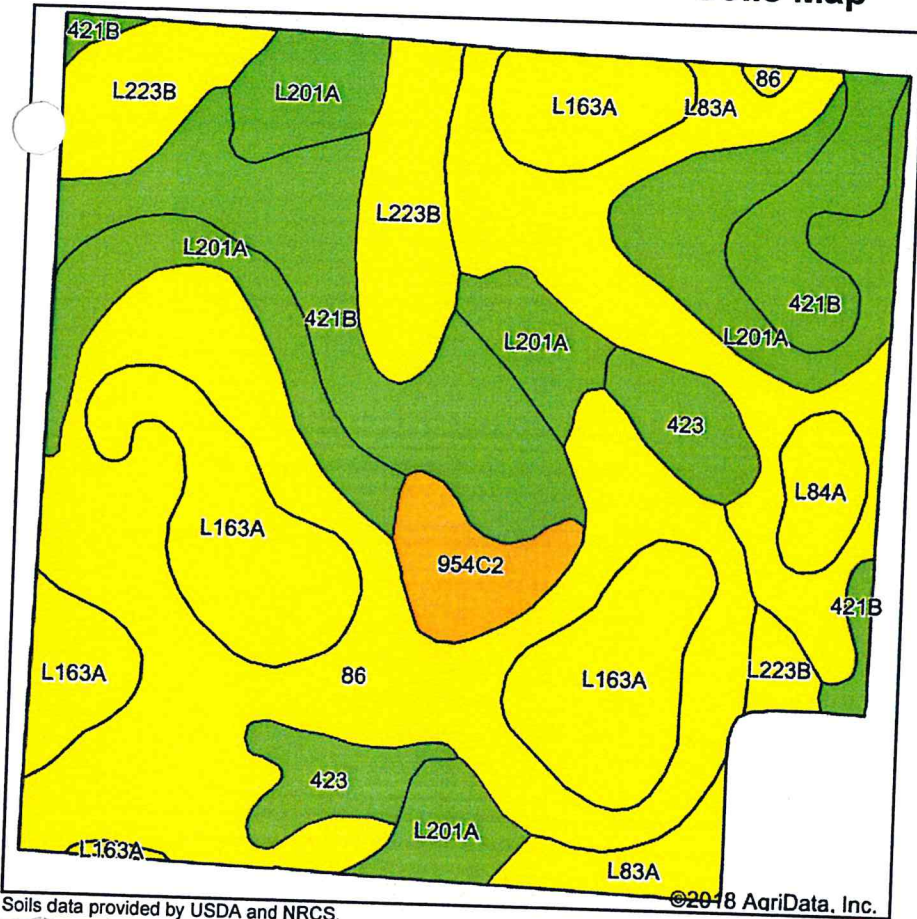 Map
421B
86
L223B
L201A
L163A
L83A
L223B
L201A
421B
421B
L201A
L201A
423
L84A
L163A
954C2
421B
L163A
86
L163A
L223B
423
L201A
L163A
L83A
©2018 AgriData, Inc.
Soils data provided by USDA and NRCS.